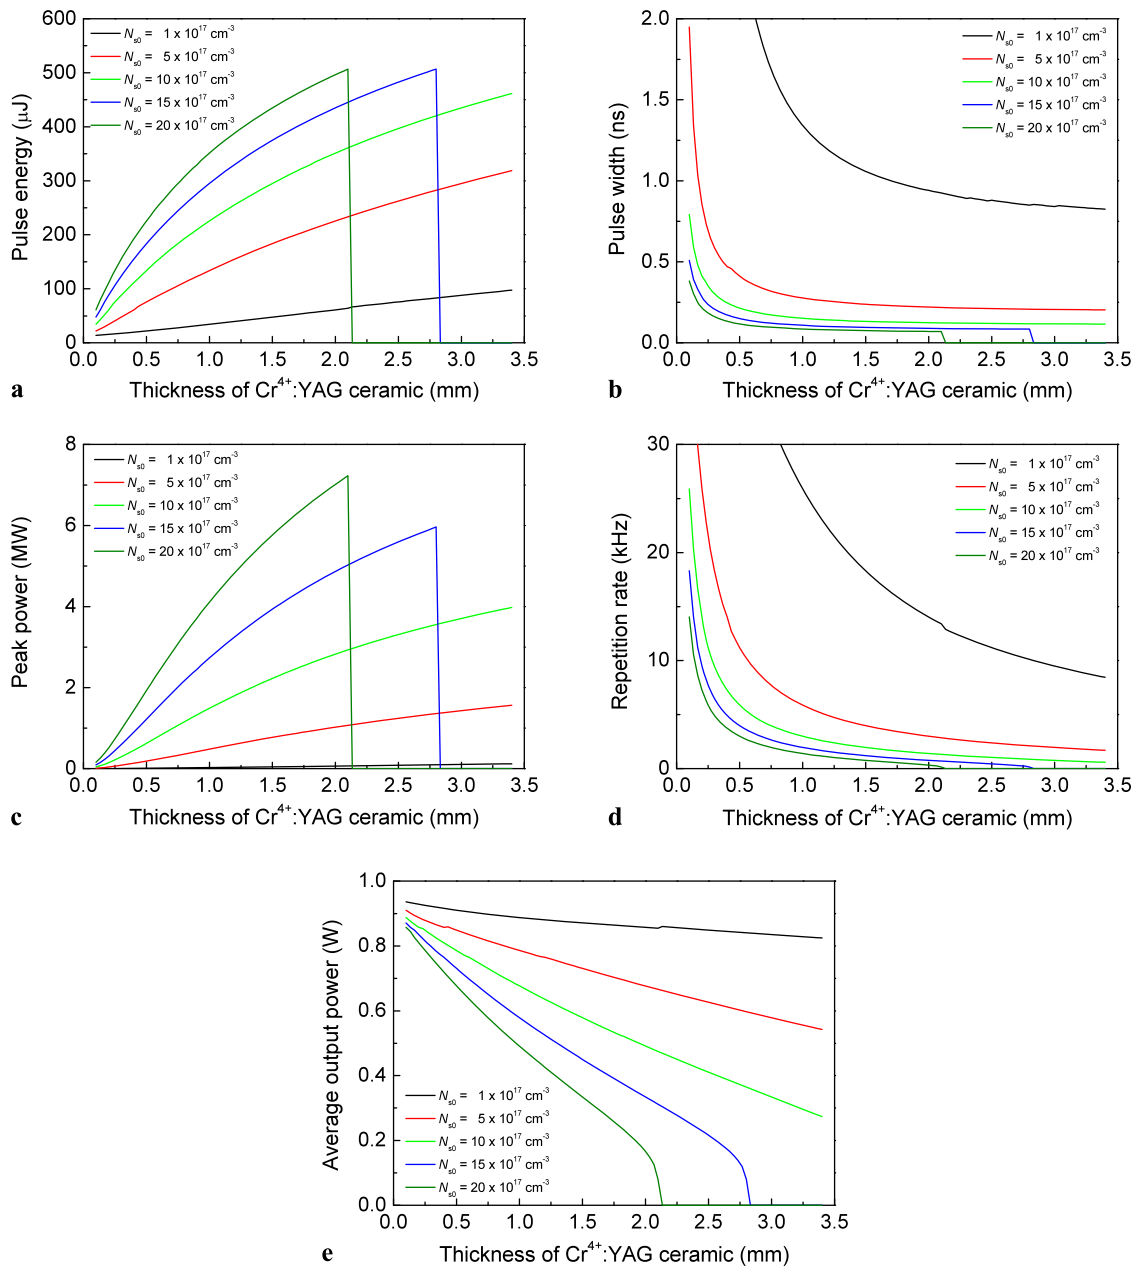 600
500
400
300
200
100
0
Pulse energy (μJ)
N_s0 = 1 x 10^17 cm^-3
N_s0 = 5 x 10^17 cm^-3
N_s0 = 10 x 10^17 cm^-3
N_s0 = 15 x 10^17 cm^-3
N_s0 = 20 x 10^17 cm^-3
0.0 0.5 1.0 1.5 2.0 2.5 3.0 3.5
Thickness of Cr^4+:YAG ceramic (mm)
a
2.0
1.5
1.0
0.5
0.0
Pulse width (ns)
N_s0 = 1 x 10^17 cm^-3
N_s0 = 5 x 10^17 cm^-3
N_s0 = 10 x 10^17 cm^-3
N_s0 = 15 x 10^17 cm^-3
N_s0 = 20 x 10^17 cm^-3
0.0 0.5 1.0 1.5 2.0 2.5 3.0 3.5
Thickness of Cr^4+:YAG ceramic (mm)
b
8
6
4
2
0
Peak power (MW)
N_s0 = 1 x 10^17 cm^-3
N_s0 = 5 x 10^17 cm^-3
N_s0 = 10 x 10^17 cm^-3
N_s0 = 15 x 10^17 cm^-3
N_s0 = 20 x 10^17 cm^-3
0.0 0.5 1.0 1.5 2.0 2.5 3.0 3.5
Thickness of Cr^4+:YAG ceramic (mm)
c
30
20
10
0
Repetition rate (kHz)
N_s0 = 1 x 10^17 cm^-3
N_s0 = 5 x 10^17 cm^-3
N_s0 = 10 x 10^17 cm^-3
N_s0 = 15 x 10^17 cm^-3
N_s0 = 20 x 10^17 cm^-3
0.0 0.5 1.0 1.5 2.0 2.5 3.0 3.5
Thickness of Cr^4+:YAG ceramic (mm)
d
1.0
0.8
0.6
0.4
0.2
0.0
Average output power (W)
N_s0 = 1 x 10^17 cm^-3
N_s0 = 5 x 10^17 cm^-3
N_s0 = 10 x 10^17 cm^-3
N_s0 = 15 x 10^17 cm^-3
N_s0 = 20 x 10^17 cm^-3
0.0 0.5 1.0 1.5 2.0 2.5 3.0 3.5
Thickness of Cr^4+:YAG ceramic (mm)
e